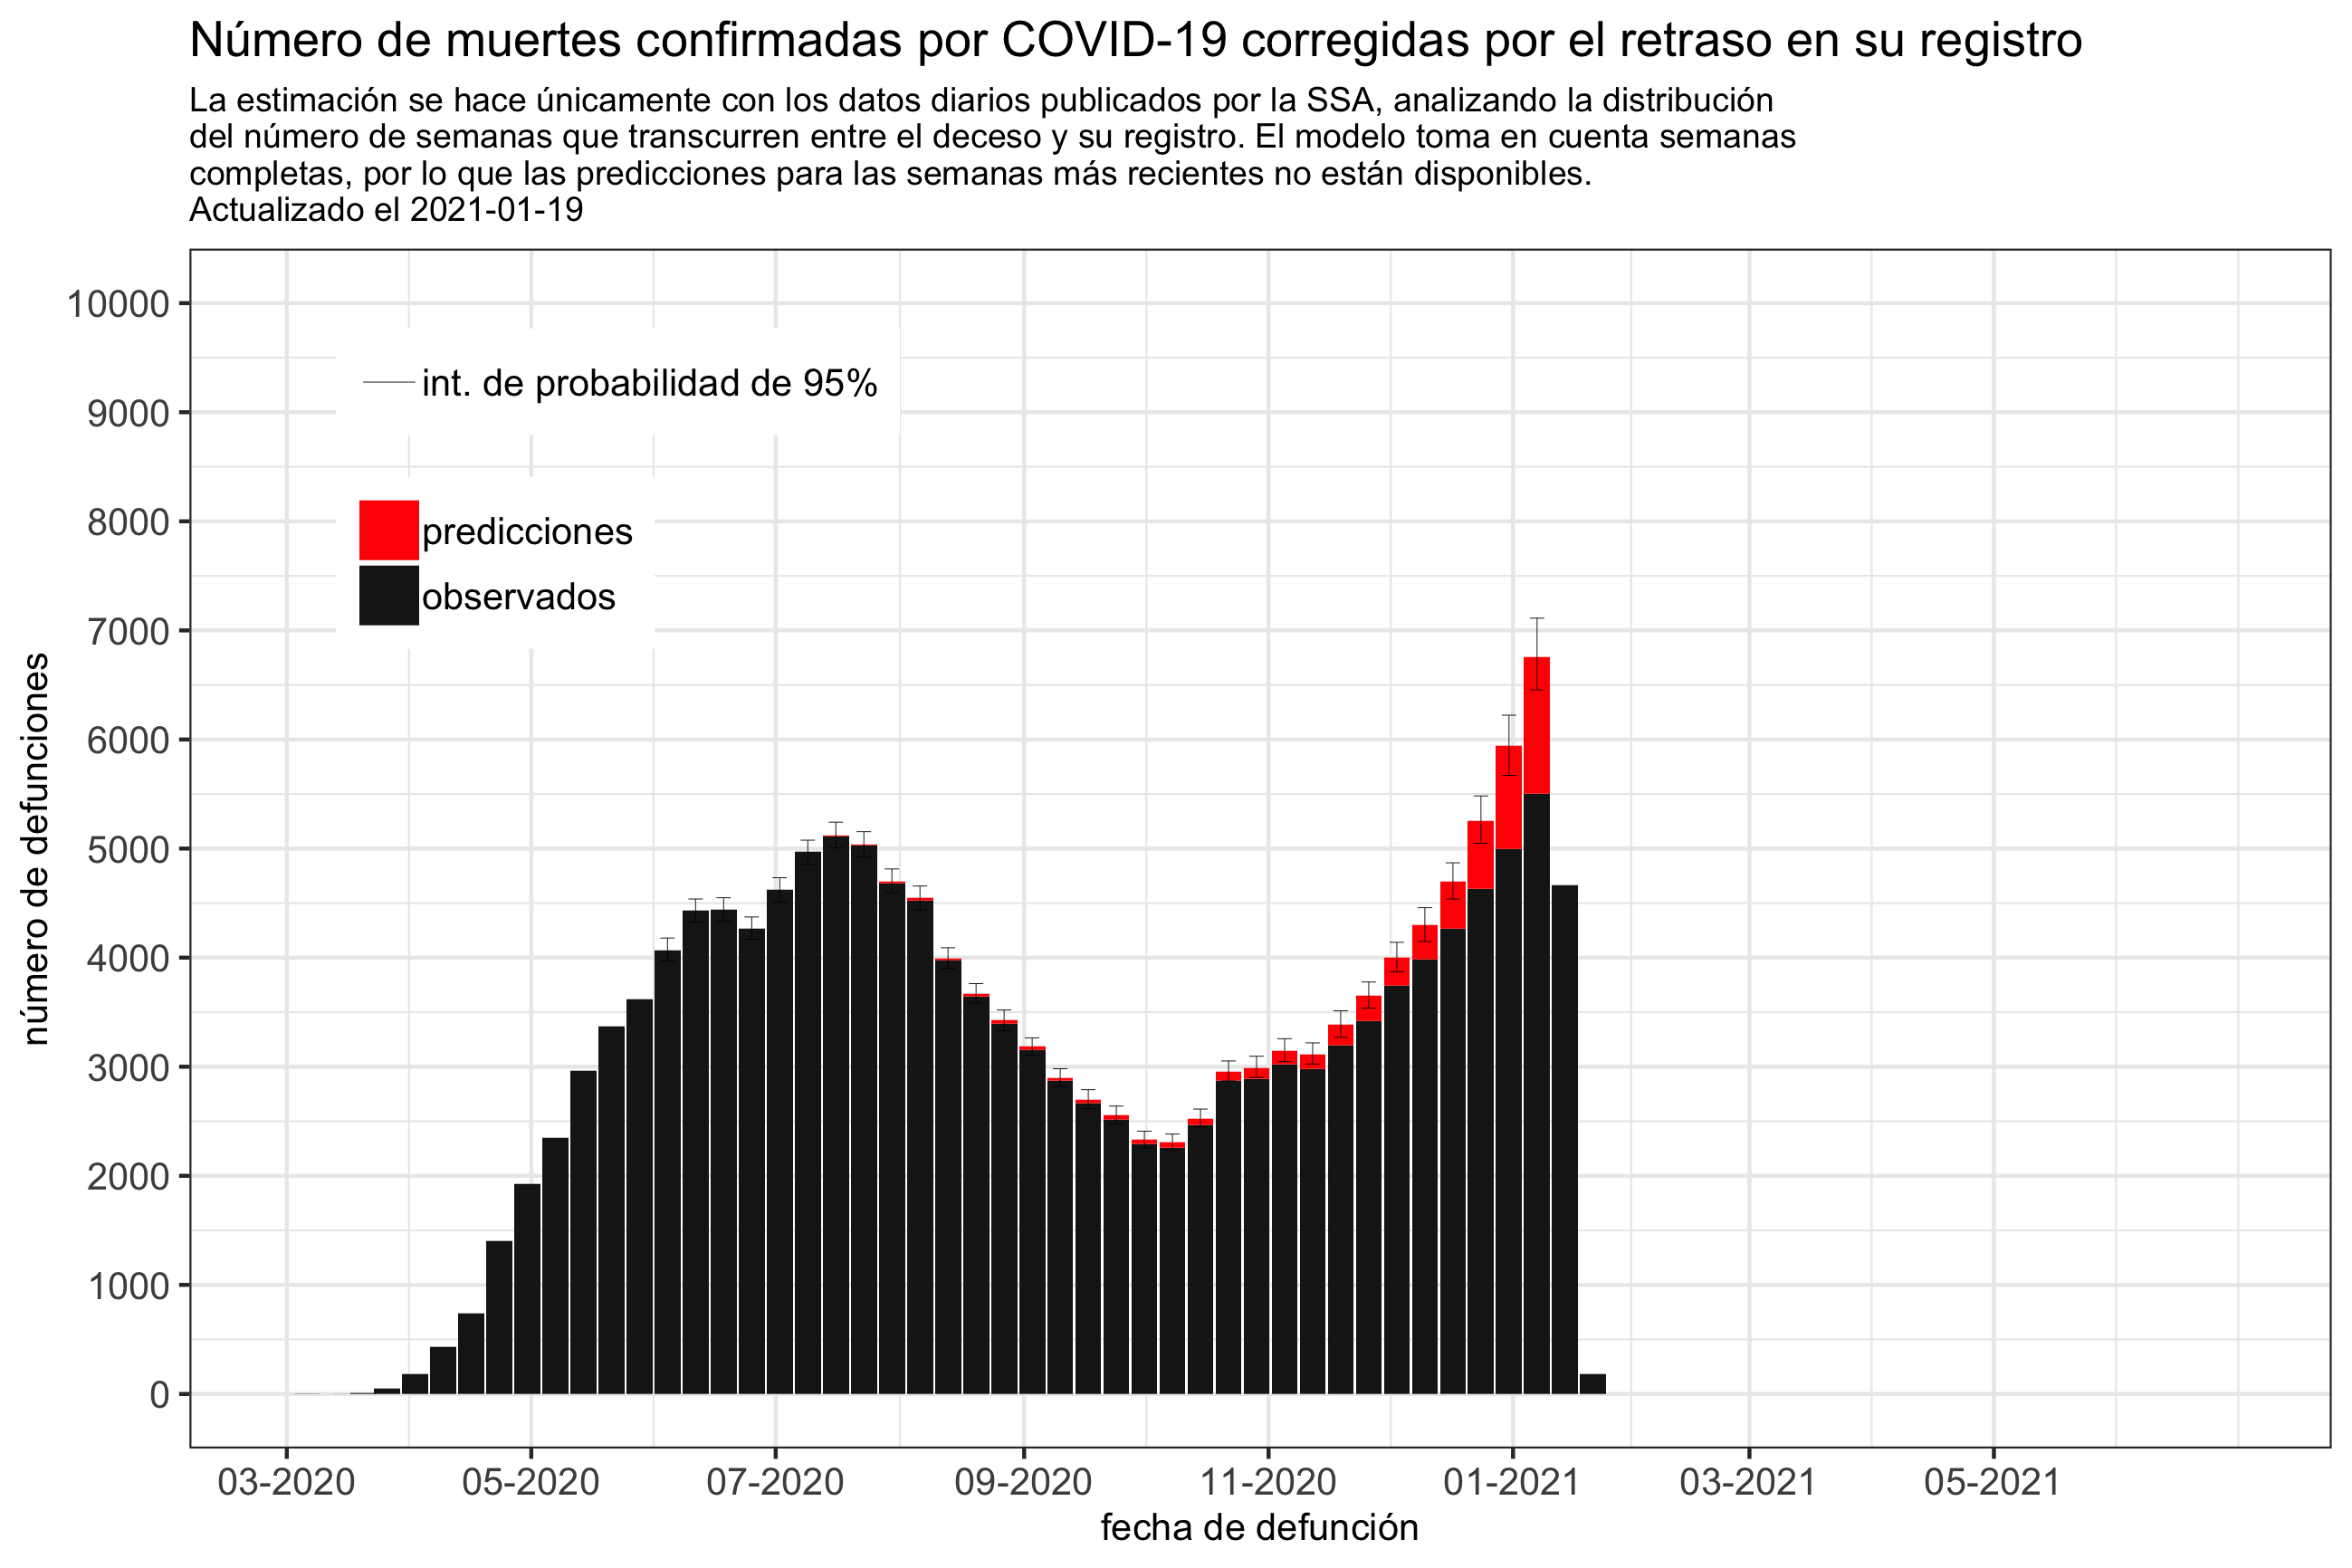 Número de muertes confirmadas por COVID-19 corregidas por el retraso en su registro
La estimación se hace únicamente con los datos diarios publicados por la SSA, analizando la distribución
del número de semanas que transcurren entre el deceso y su registro. El modelo toma en cuenta semanas
completas, por lo que las predicciones para las semanas más recientes no están disponibles.
Actualizado el 2021-01-19
número de defunciones
10000
9000
8000
7000
6000
5000
4000
3000
2000
1000
0
int. de probabilidad de 95%
predicciones
observados
03-2020
05-2020
07-2020
09-2020
11-2020
01-2021
03-2021
05-2021
fecha de defunción